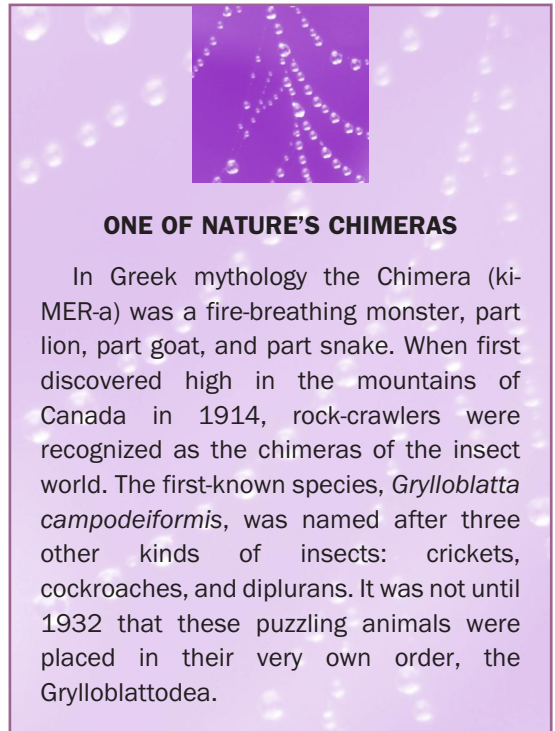 ONE OF NATURE’S CHIMERAS
In Greek mythology the Chimera (ki-
MER-a) was a fire-breathing monster, part
lion, part goat, and part snake. When first
discovered high in the mountains of
Canada in 1914, rock-crawlers were
recognized as the chimeras of the insect
world. The first-known species, Grylloblatta
campodeiformis, was named after three
other kinds of insects: crickets,
cockroaches, and diplurans. It was not until
1932 that these puzzling animals were
placed in their very own order, the
Grylloblattodea.